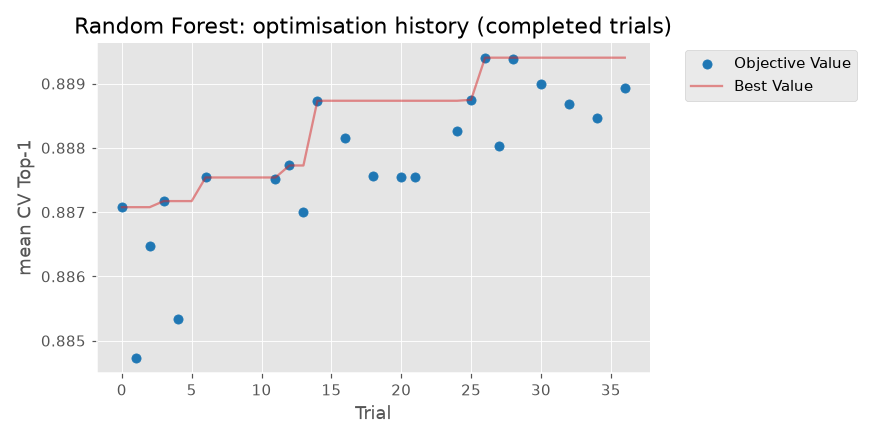 Random Forest: optimisation history (completed trials)
Objective Value
Best Value
mean CV Top-1
0.889
0.888
0.887
0.886
0.885
0
5
10
15
20
25
30
35
Trial